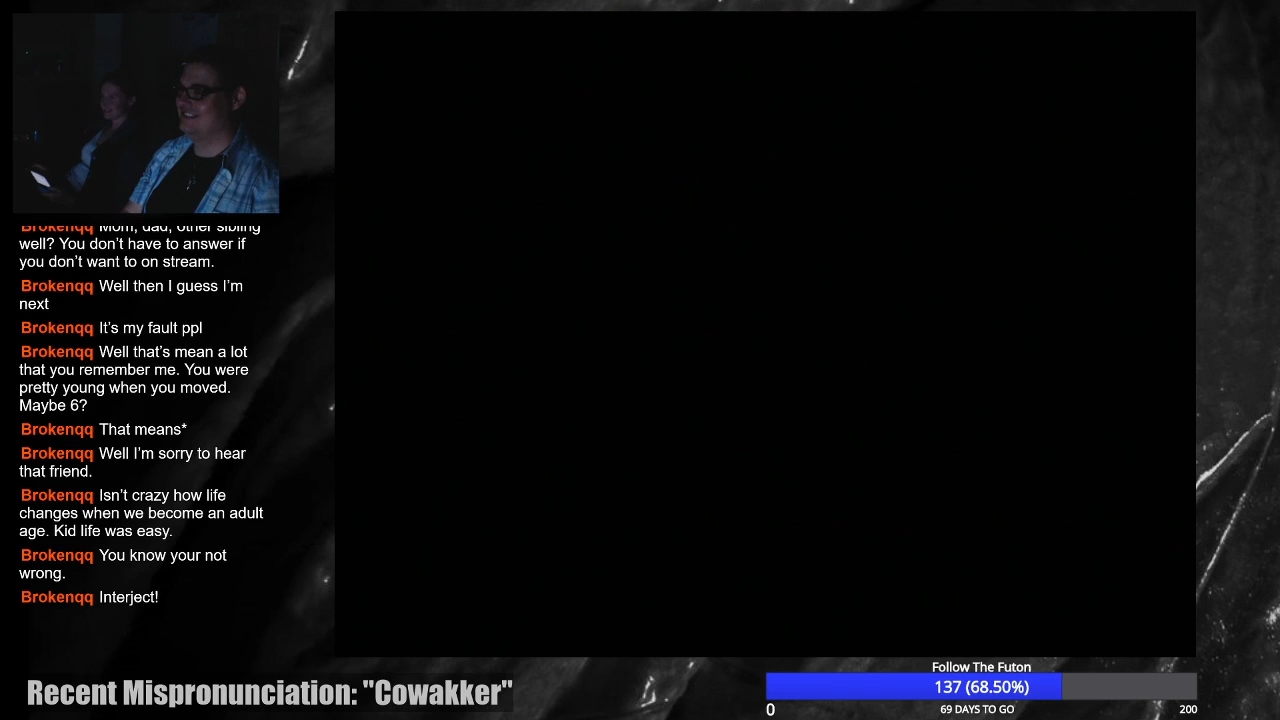 Brokenqq Mom, dad, other sibling
well? You don’t have to answer if
you don’t want to on stream.
Brokenqq Well then I guess I’m
next
Brokenqq It’s my fault ppl
Brokenqq Well that’s mean a lot
that you remember me. You were
pretty young when you moved.
Maybe 6?
Brokenqq That means*
Brokenqq Well I’m sorry to hear
that friend.
Brokenqq Isn’t crazy how life
changes when we become an adult
age. Kid life was easy.
Brokenqq You know your not
wrong.
Brokenqq Interject!
Recent Mispronunciation: "Cowakker"
Follow The Futon
137 (68.50%)
0 69 DAYS TO GO 200